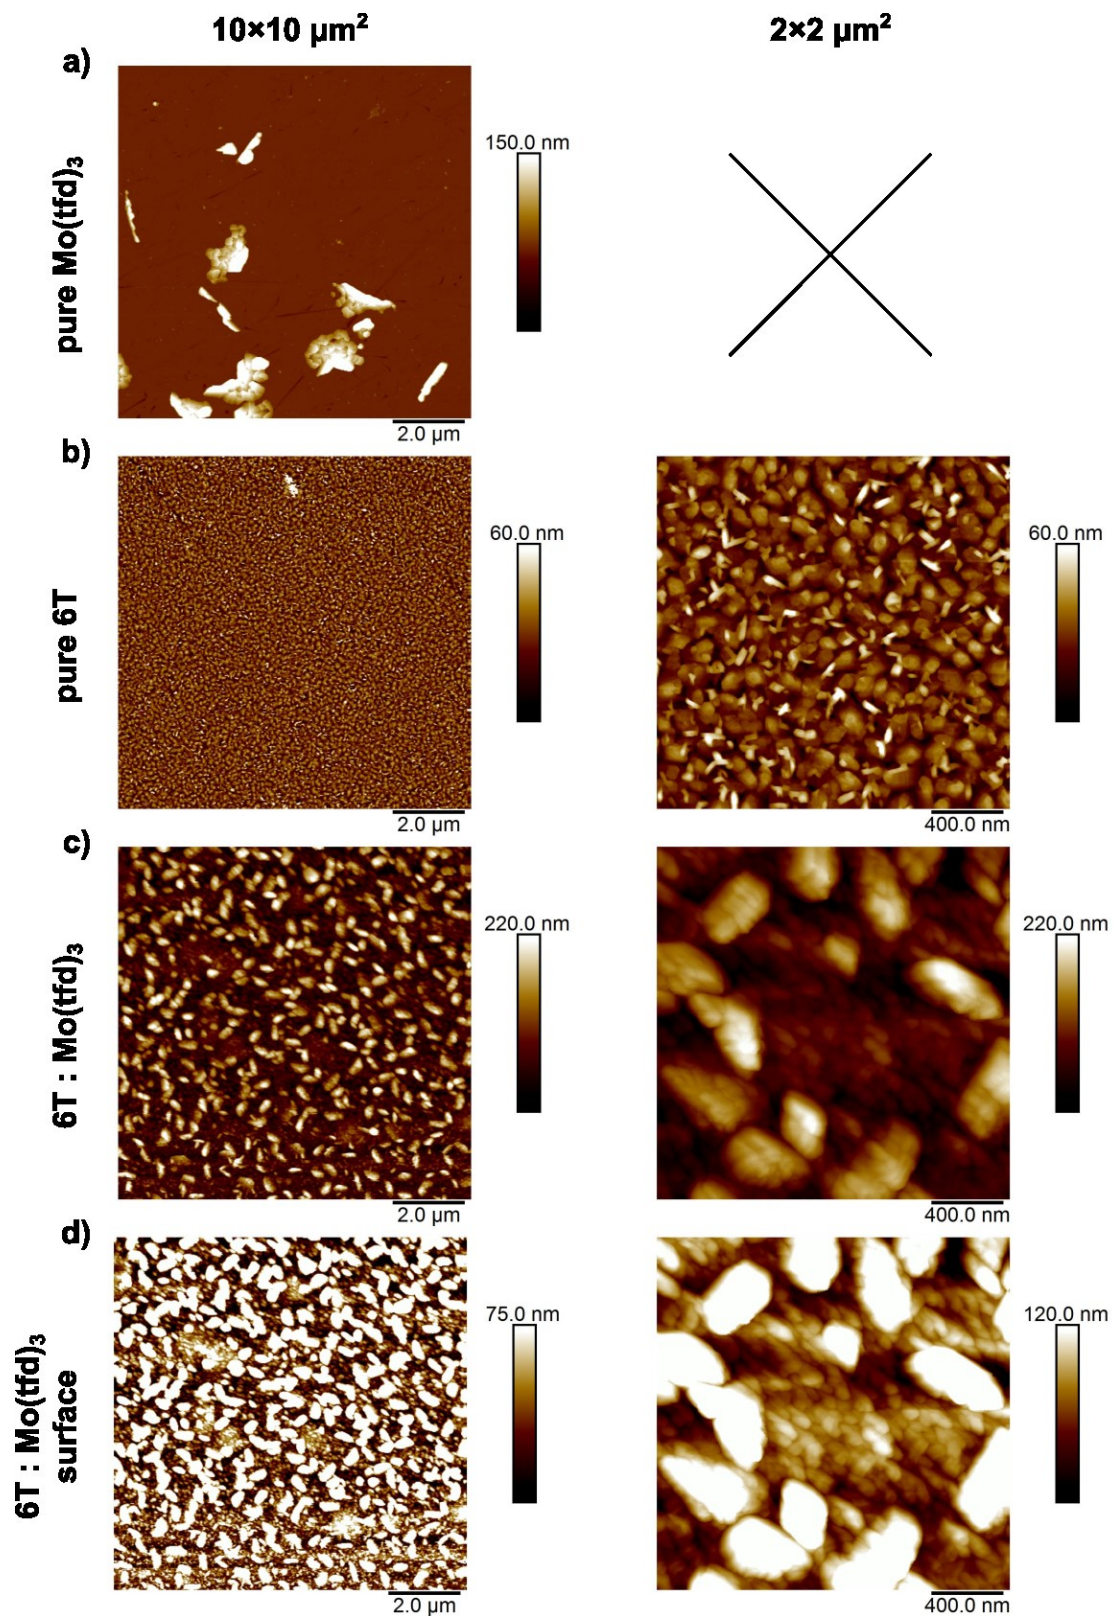 10×10 µm²
2×2 µm²
a)
pure Mo(tfd)₃
150.0 nm
2.0 µm
b)
pure 6T
60.0 nm
2.0 µm
60.0 nm
400.0 nm
c)
6T : Mo(tfd)₃
220.0 nm
2.0 µm
220.0 nm
400.0 nm
d)
6T : Mo(tfd)₃
surface
75.0 nm
2.0 µm
120.0 nm
400.0 nm